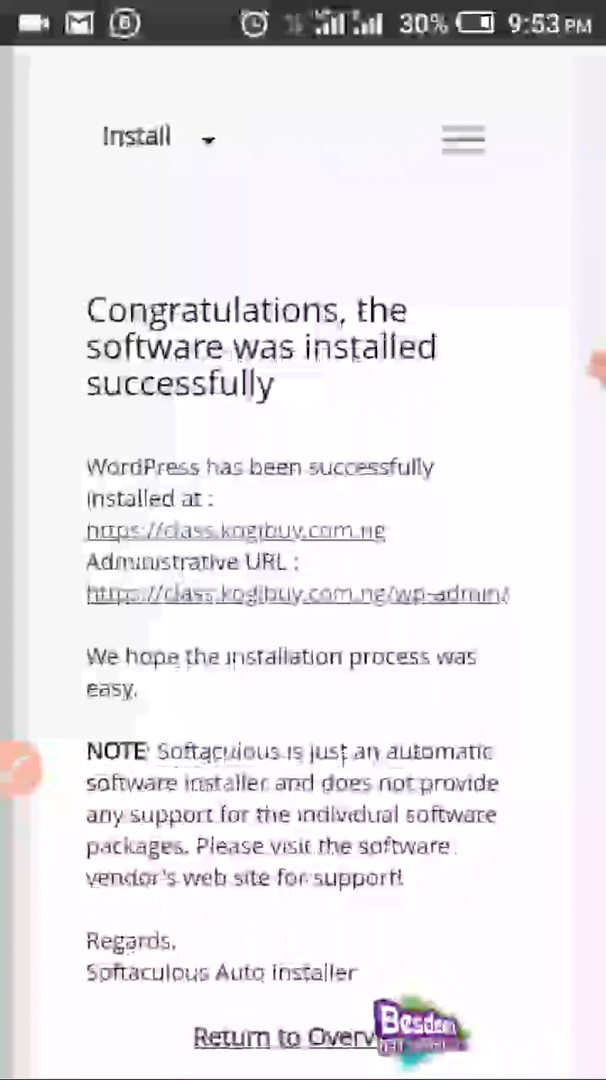 30% 9:53 PM
Install
Congratulations, the
software was installed
successfully
WordPress has been successfully
installed at :
https://class.kogibuy.com.ng
Administrative URL :
https://class.kogibuy.com.ng/wp-admin/
We hope the installation process was
easy.
NOTE: Softaculous is just an automatic
software installer and does not provide
any support for the individual software
packages. Please visit the software
vendor's web site for support!
Regards,
Softaculous Auto Installer
Return to Overv